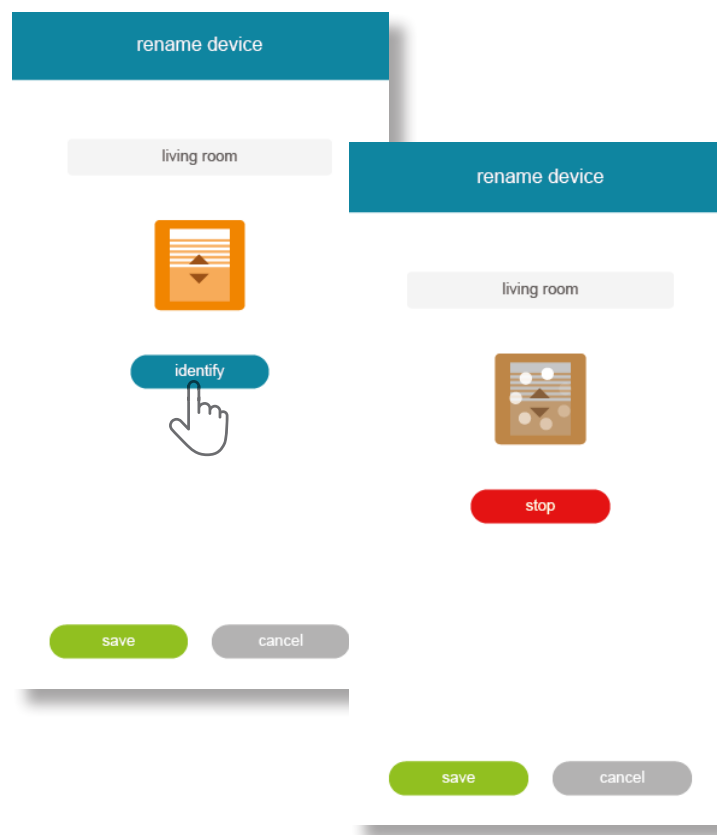 rename device
living room
identify
save
cancel
rename device
living room
stop
save
cancel